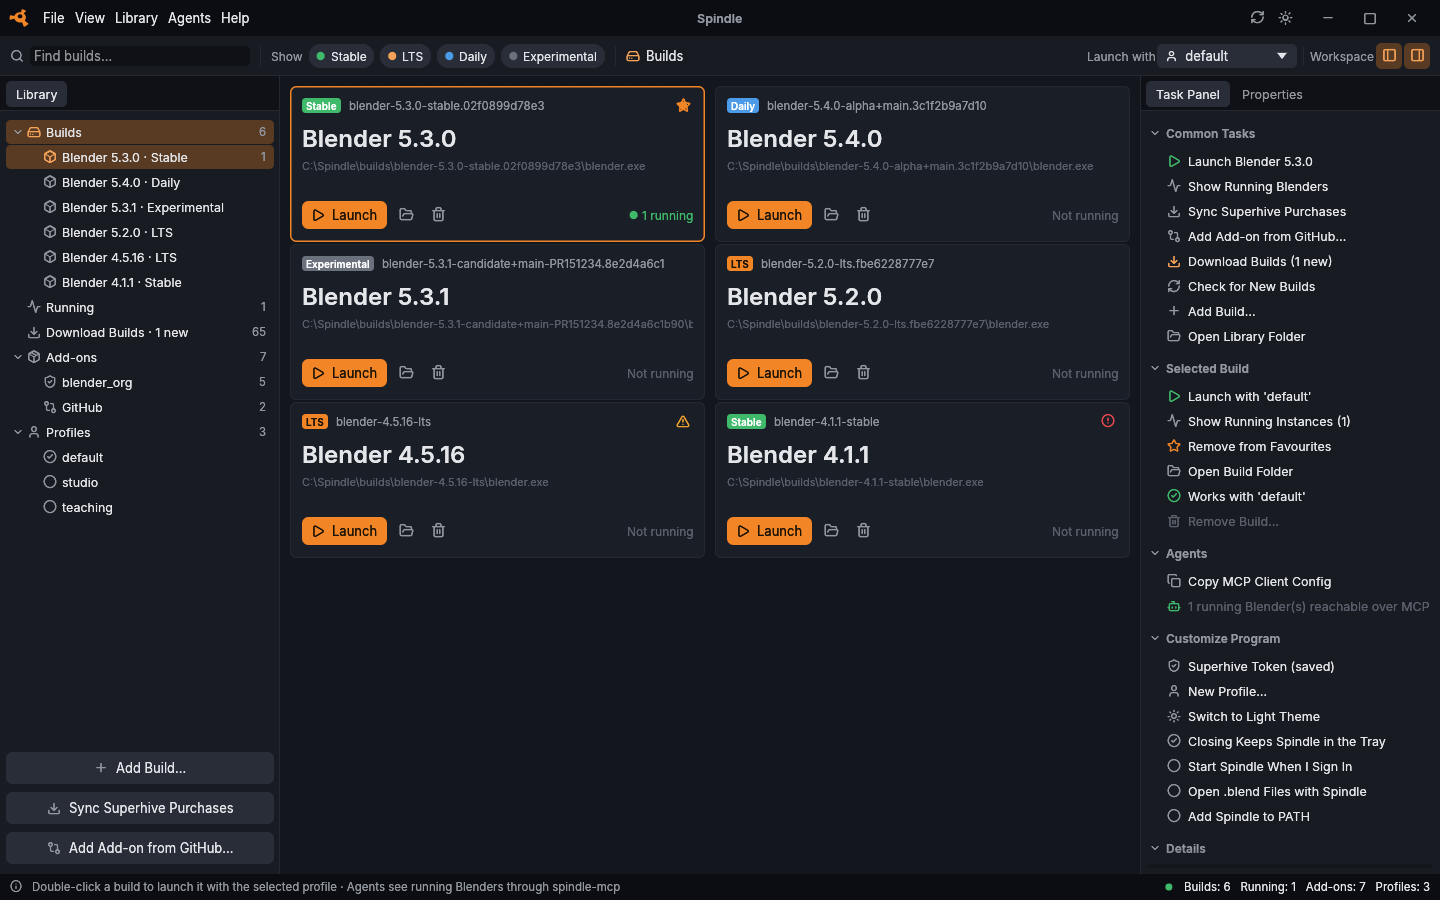 File View Library Agents Help
Spindle
Find builds...
Show Stable LTS Daily Experimental
Builds
Launch with default
Workspace
Library
Builds 6
Blender 5.3.0 · Stable 1
Blender 5.4.0 · Daily
Blender 5.3.1 · Experimental
Blender 5.2.0 · LTS
Blender 4.5.16 · LTS
Blender 4.1.1 · Stable
Running 1
Download Builds · 1 new 65
Add-ons 7
blender_org 5
GitHub 2
Profiles 3
default
studio
teaching
Add Build...
Sync Superhive Purchases
Add Add-on from GitHub...
Stable blender-5.3.0-stable.02f0899d78e3
Blender 5.3.0
C:\Spindle\builds\blender-5.3.0-stable.02f0899d78e3\blender.exe
Launch 1 running
Daily blender-5.4.0-alpha+main.3c1f2b9a7d10
Blender 5.4.0
C:\Spindle\builds\blender-5.4.0-alpha+main.3c1f2b9a7d10\blender.exe
Launch Not running
Experimental blender-5.3.1-candidate+main-PR151234.8e2d4a6c1
Blender 5.3.1
C:\Spindle\builds\blender-5.3.1-candidate+main-PR151234.8e2d4a6c1b90\b
Launch Not running
LTS blender-5.2.0-lts.fbe6228777e7
Blender 5.2.0
C:\Spindle\builds\blender-5.2.0-lts.fbe6228777e7\blender.exe
Launch Not running
LTS blender-4.5.16-lts
Blender 4.5.16
C:\Spindle\builds\blender-4.5.16-lts\blender.exe
Launch Not running
Stable blender-4.1.1-stable
Blender 4.1.1
C:\Spindle\builds\blender-4.1.1-stable\blender.exe
Launch Not running
Task Panel Properties
Common Tasks
Launch Blender 5.3.0
Show Running Blenders
Sync Superhive Purchases
Add Add-on from GitHub...
Download Builds (1 new)
Check for New Builds
Add Build...
Open Library Folder
Selected Build
Launch with 'default'
Show Running Instances (1)
Remove from Favourites
Open Build Folder
Works with 'default'
Remove Build...
Agents
Copy MCP Client Config
1 running Blender(s) reachable over MCP
Customize Program
Superhive Token (saved)
New Profile...
Switch to Light Theme
Closing Keeps Spindle in the Tray
Start Spindle When I Sign In
Open .blend Files with Spindle
Add Spindle to PATH
Details
Double-click a build to launch it with the selected profile · Agents see running Blenders through spindle-mcp
Builds: 6 Running: 1 Add-ons: 7 Profiles: 3